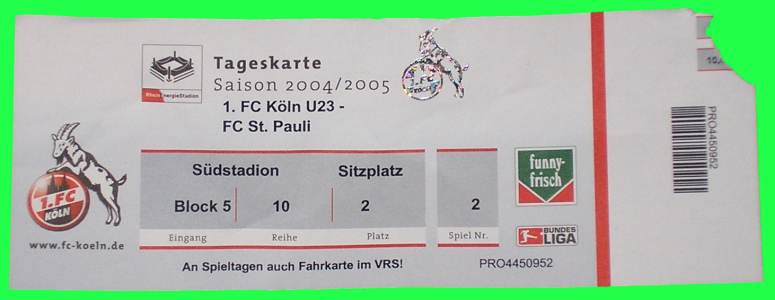 Tageskarte
Saison 2004/2005
1. FC Köln U23 -
FC St. Pauli
RheinEnergieStadion
1. FC
KÖLN
www.fc-koeln.de
Südstadion Sitzplatz
Block 5 10 2 2
Eingang Reihe Platz Spiel Nr.
An Spieltagen auch Fahrkarte im VRS!
funny-
frisch
BUNDES
LIGA
PRO4450952
PRO4450952